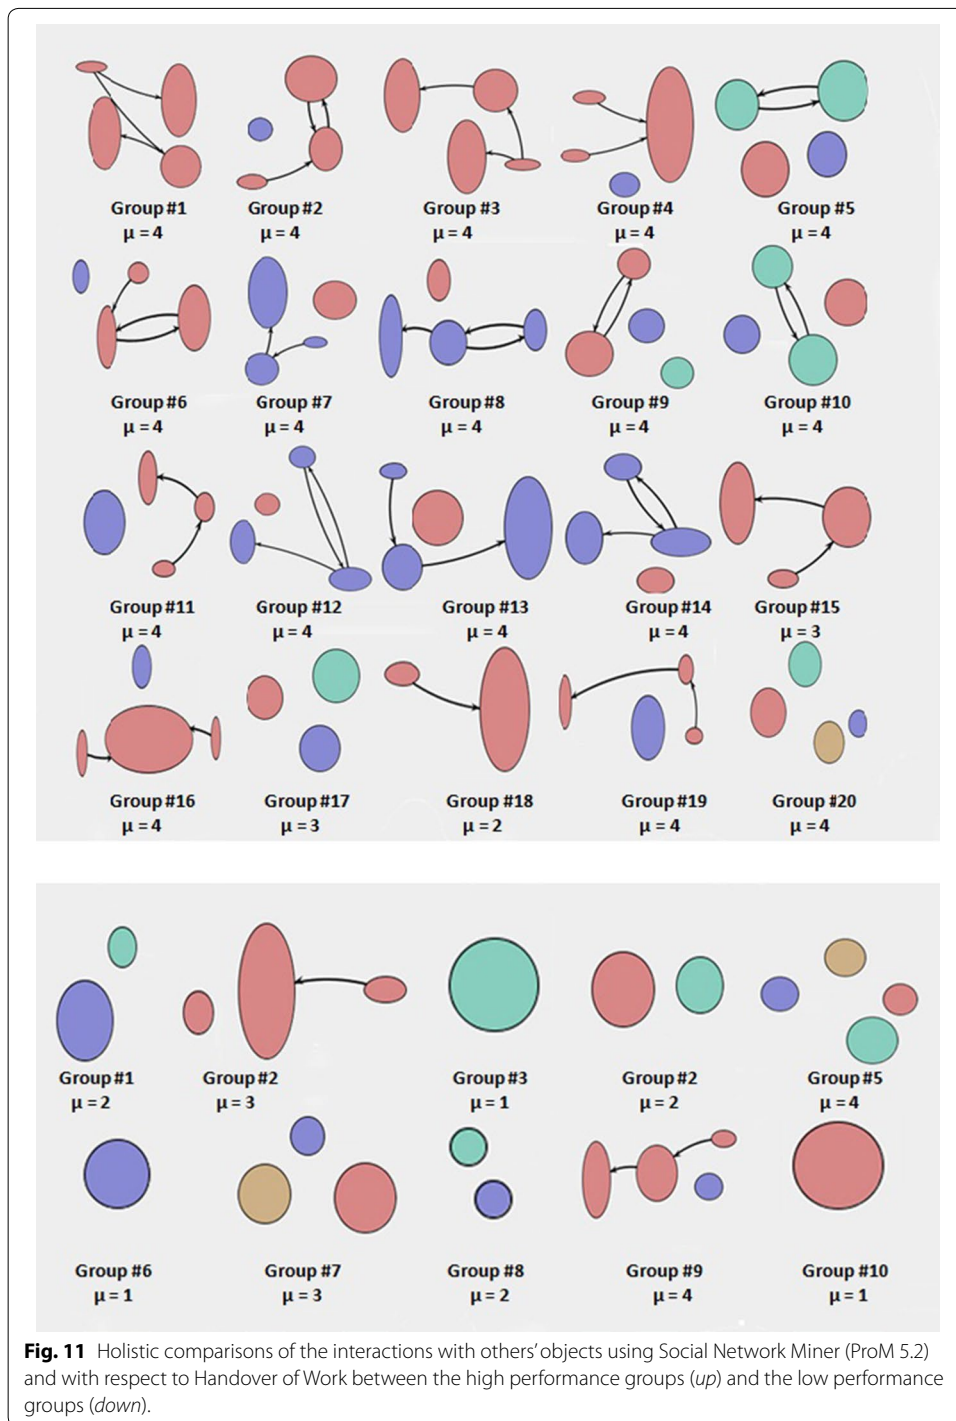 Group #1 Group #2 Group #3 Group #4 Group #5
μ = 4 μ = 4 μ = 4 μ = 4 μ = 4
Group #6 Group #7 Group #8 Group #9 Group #10
μ = 4 μ = 4 μ = 4 μ = 4 μ = 4
Group #11 Group #12 Group #13 Group #14 Group #15
μ = 4 μ = 4 μ = 4 μ = 4 μ = 3
Group #16 Group #17 Group #18 Group #19 Group #20
μ = 4 μ = 3 μ = 2 μ = 4 μ = 4
Group #1 Group #2 Group #3 Group #2 Group #5
μ = 2 μ = 3 μ = 1 μ = 2 μ = 4
Group #6 Group #7 Group #8 Group #9 Group #10
μ = 1 μ = 3 μ = 2 μ = 4 μ = 1
Fig. 11 Holistic comparisons of the interactions with others' objects using Social Network Miner (ProM 5.2)
and with respect to Handover of Work between the high performance groups (up) and the low performance
groups (down).